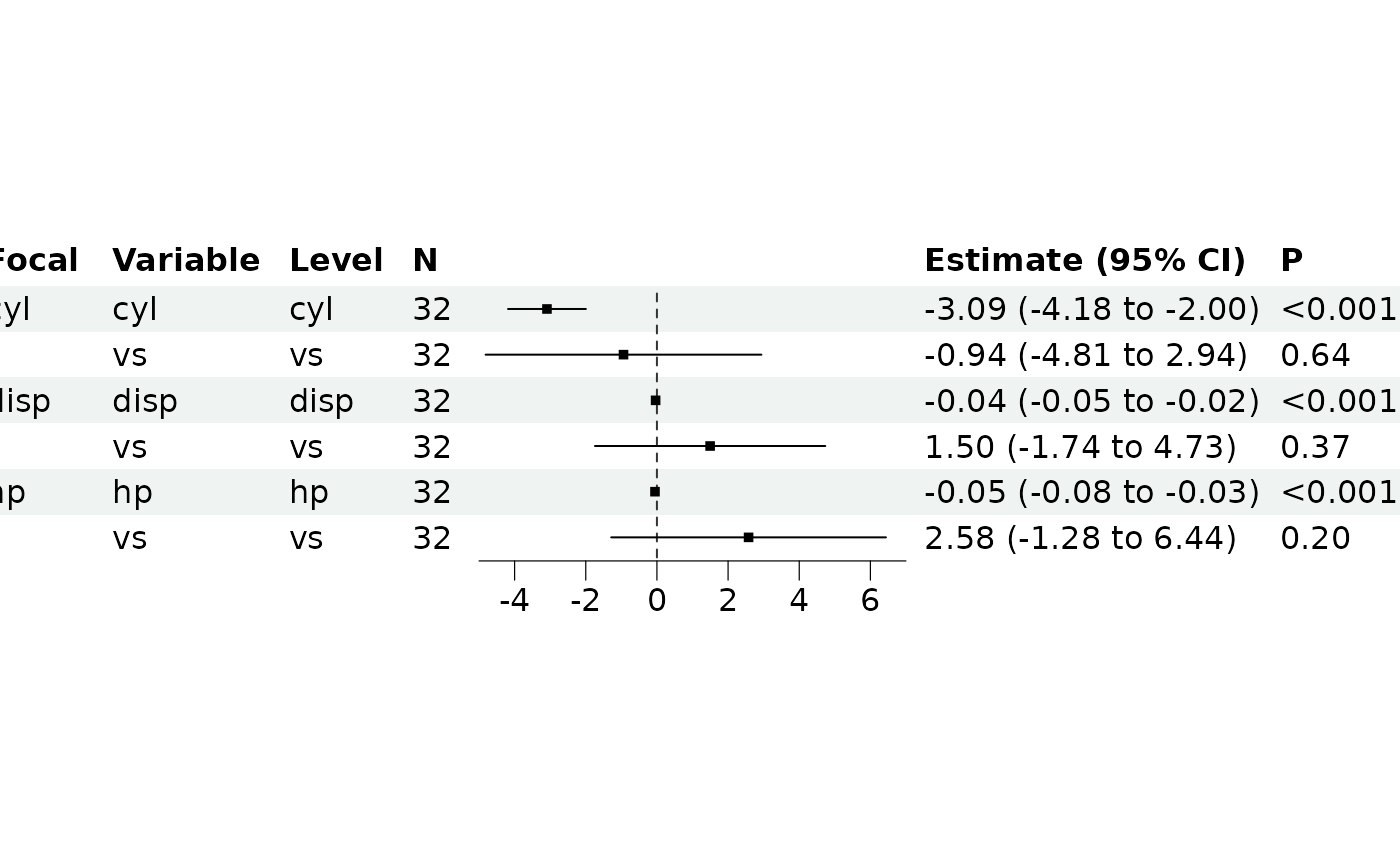 Focal Variable Level N Estimate (95% CI) P
cyl cyl cyl 32 -3.09 (-4.18 to -2.00) <0.001
vs vs 32 -0.94 (-4.81 to 2.94) 0.64
disp disp disp 32 -0.04 (-0.05 to -0.02) <0.001
vs vs 32 1.50 (-1.74 to 4.73) 0.37
hp hp hp 32 -0.05 (-0.08 to -0.03) <0.001
vs vs 32 2.58 (-1.28 to 6.44) 0.20
-4 -2 0 2 4 6